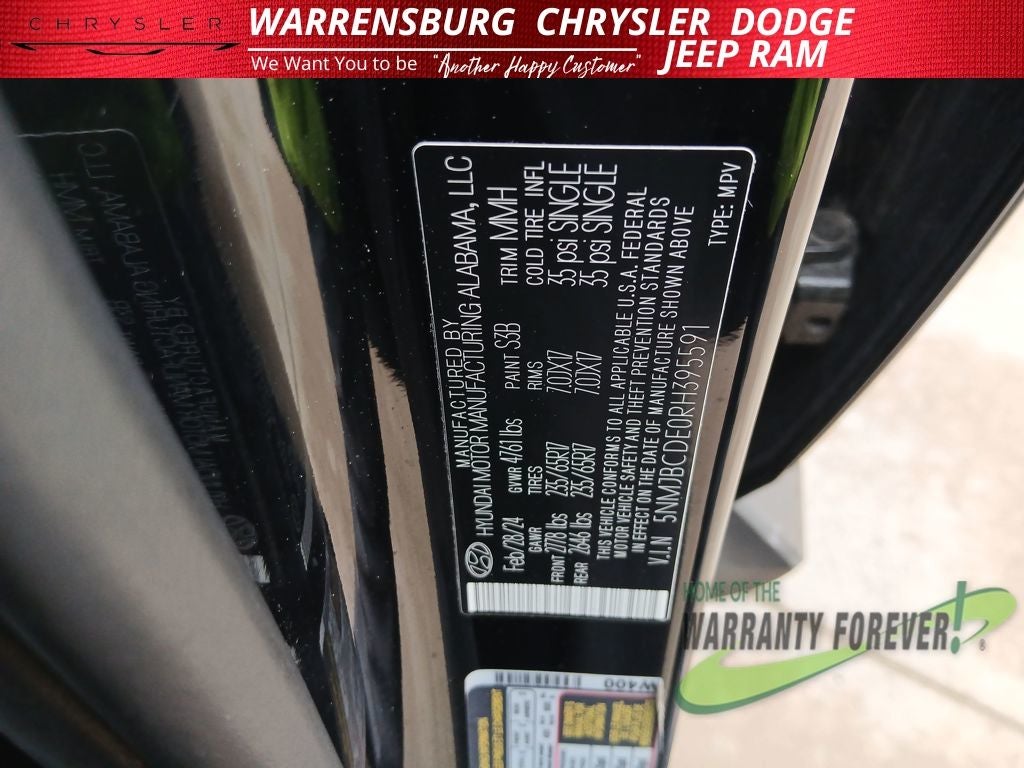 CHRYSLER
WARRENSBURG CHRYSLER DODGE
JEEP RAM
We Want You to be "Another Happy Customer"
MANUFACTURED BY
HYUNDAI MOTOR MANUFACTURING ALABAMA, LLC
Feb/28/24 GVWR 4761 lbs PAINT S3B TRIM MMH
GAWR TIRES RIMS COLD TIRE INFL
FRONT 2778 lbs 235/65R17 7.0JX17 35 psi SINGLE
REAR 2646 lbs 235/65R17 7.0JX17 35 psi SINGLE
THIS VEHICLE CONFORMS TO ALL APPLICABLE U.S.A. FEDERAL
MOTOR VEHICLE SAFETY AND THEFT PREVENTION STANDARDS
IN EFFECT ON THE DATE OF MANUFACTURE SHOWN ABOVE
V.I.N 5NMJBCDE0RH395591
TYPE: MPV
W400
HOME OF THE
WARRANTY FOREVER!®